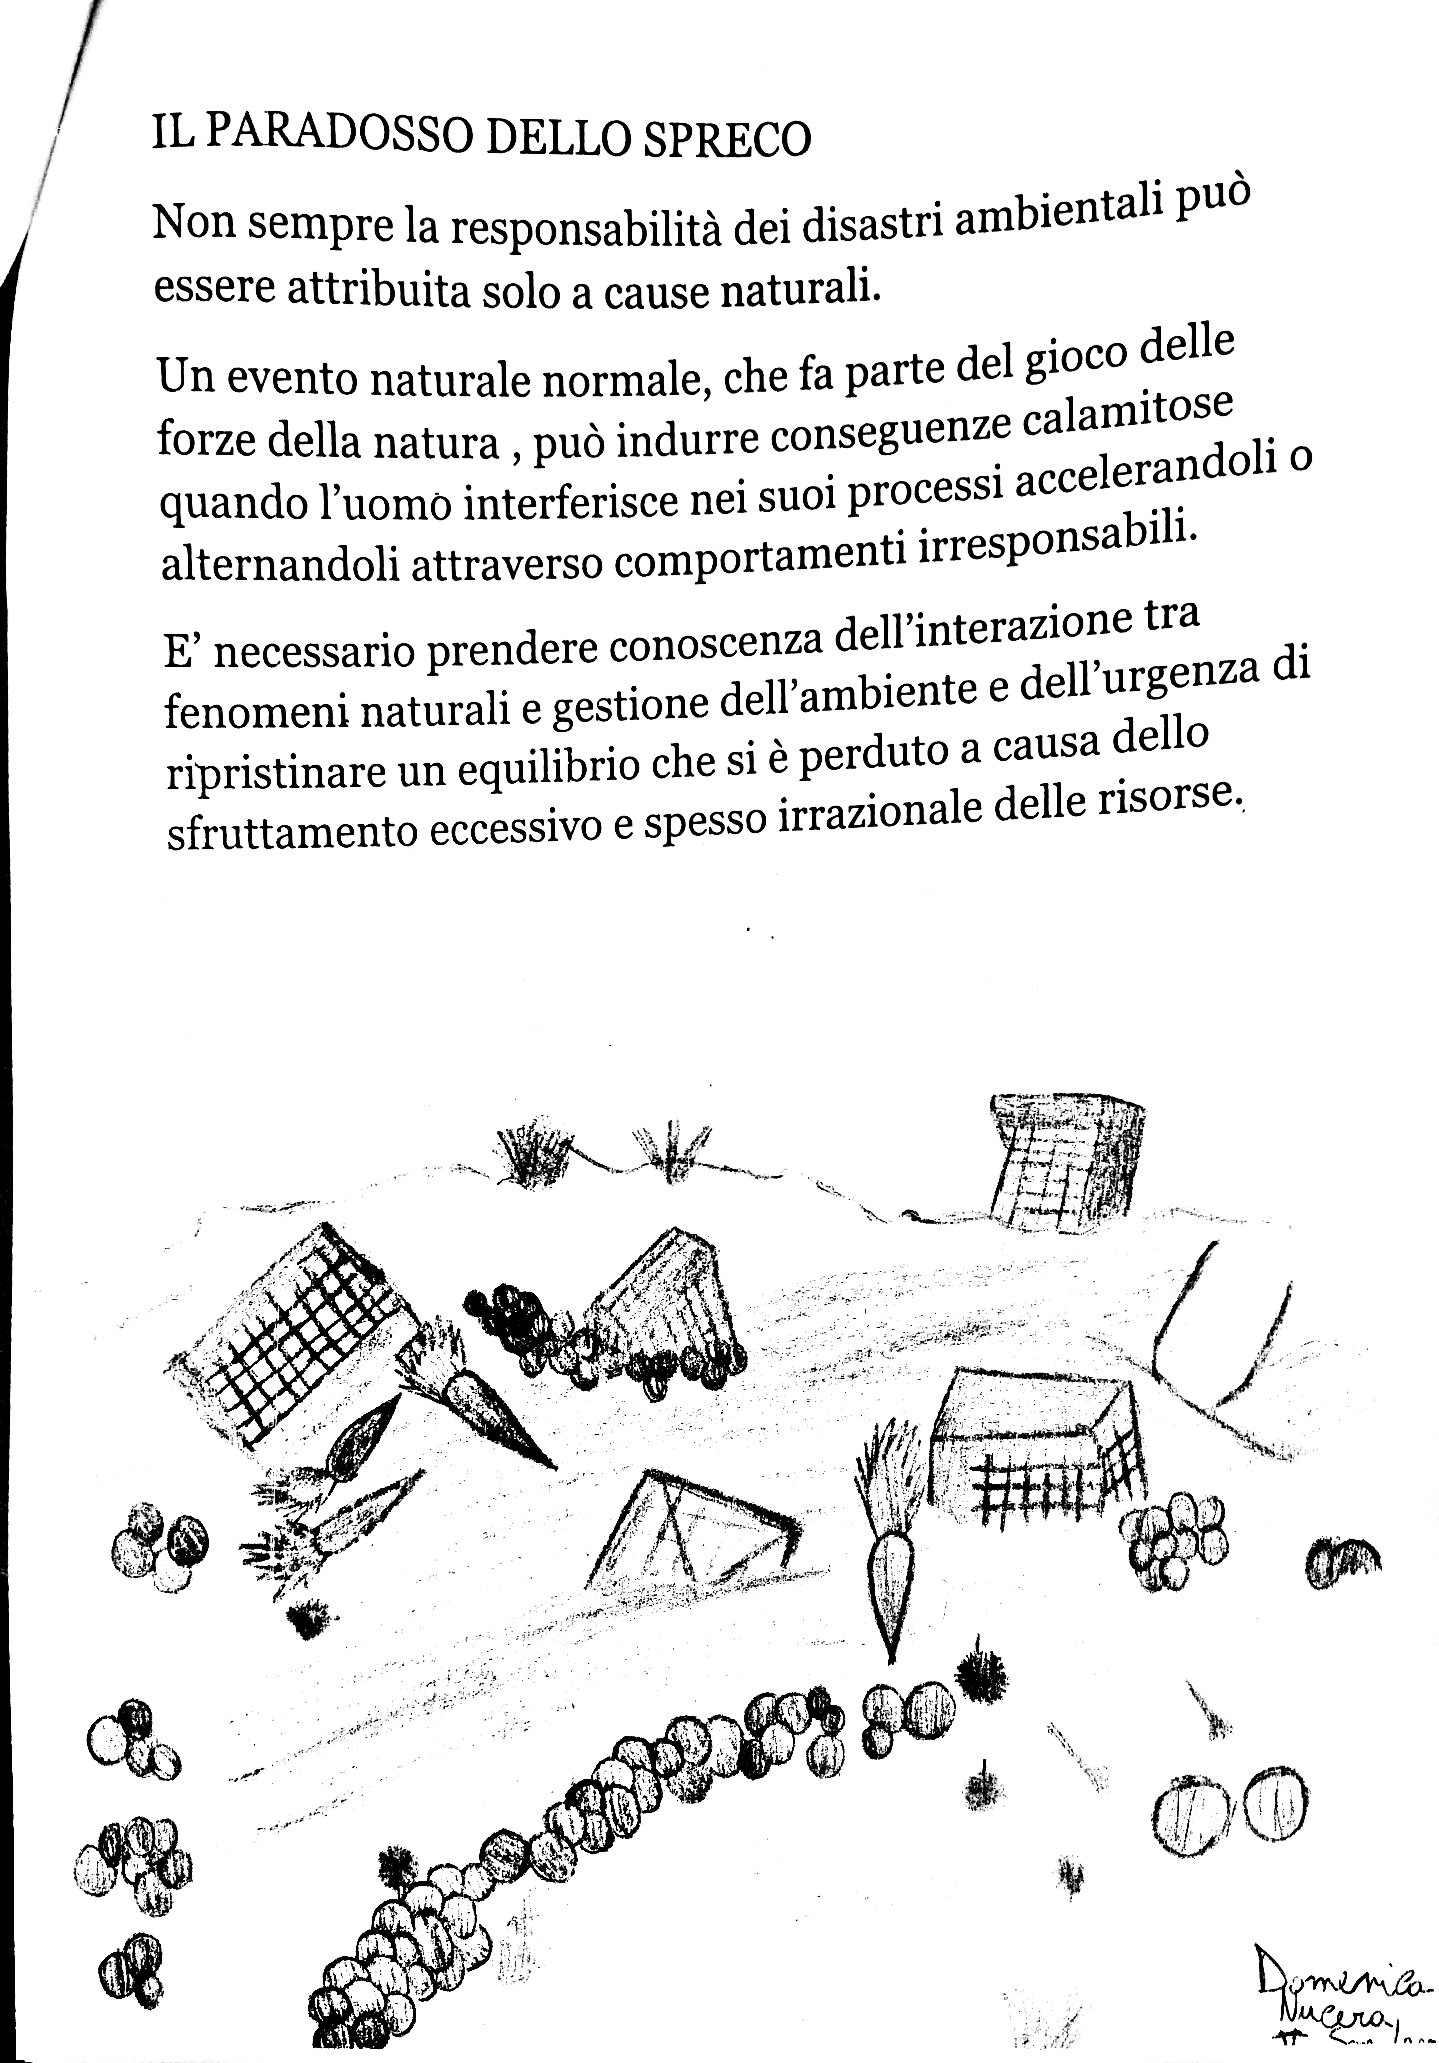 IL PARADOSSO DELLO SPRECO
Non sempre la responsabilità dei disastri ambientali può
essere attribuita solo a cause naturali.
Un evento naturale normale, che fa parte del gioco delle
forze della natura , può indurre conseguenze calamitose
quando l'uomo interferisce nei suoi processi accelerandoli o
alternandoli attraverso comportamenti irresponsabili.
E' necessario prendere conoscenza dell'interazione tra
fenomeni naturali e gestione dell'ambiente e dell'urgenza di
ripristinare un equilibrio che si è perduto a causa dello
sfruttamento eccessivo e spesso irrazionale delle risorse.
Domenica
Nucera,